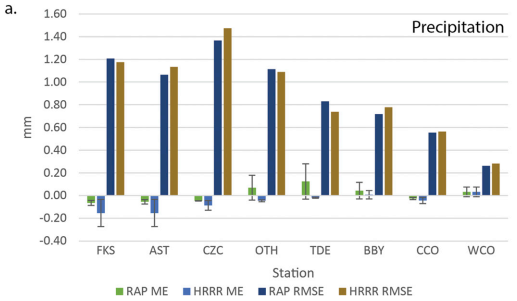 a.
Precipitation
1.60
1.40
1.20
1.00
0.80
0.60
0.40
0.20
0.00
-0.20
-0.40
mm
FKS AST CZC OTH TDE BBY CCO WCO
Station
RAP ME HRRR ME RAP RMSE HRRR RMSE